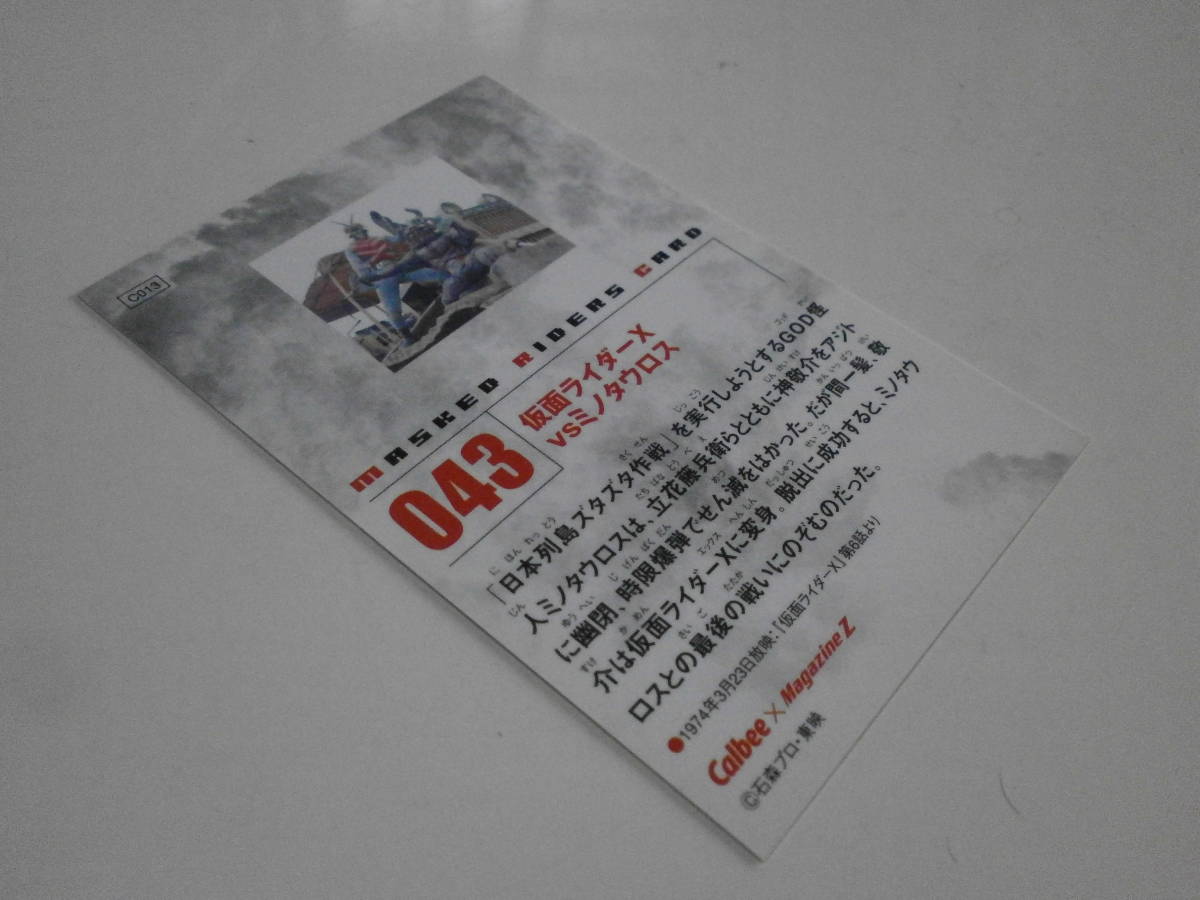 C013
MASKED RIDERS CARD
043
仮面ライダーX
VSミノタウロス
「日本列島ズタズタ作戦」を実行しようとするGOD怪
人ミノタウロスは、立花藤兵衛らとともに神敬介をアジト
に幽閉、時限爆弾でせん滅をはかった。だが間一髪、敬
介は仮面ライダーXに変身。脱出に成功すると、ミノタウ
ロスとの最後の戦いにのぞむのだった。
●1974年3月23日放映:『仮面ライダーX』第6話より
Calbee×Magazine Z
©石森プロ・東映